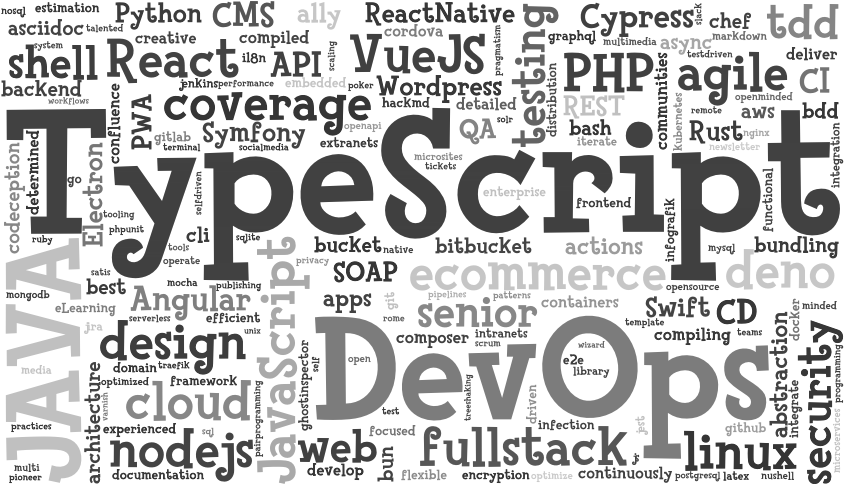 nosql
estimation
Python
CMS
ally
ReactNative
Cypress
slack
chef
tdd
asciidoc
talented
creative
compiled
cordova
pragmatism
testing
graphql
multimedia
markdown
async
system
shell
React
il8n
API
scaling
VueJS
PHP
testdriven
deliver
backend
jenkins
performance
embedded
poker
Wordpress
distribution
communities
agile
CI
workflows
confluence
PWA
coverage
hacKmd
detailed
REST
kubernetes
openminded
remote
aws
bdd
gitlab
Symfony
openapi
QA
solr
bash
Rust
nginx
integration
codeception
determined
Electron
terminal
socialmedia
extranets
iterate
newsletter
TypeScript
microsites
tickets
go
selfdriven
enterprise
frontend
functional
tooling
phpunit
ruby
cli
sqlite
infografik
tools
bucket
native
bitbucket
actions
mysql
bundling
JAVA
operate
JavaScript
privacy
SOAP
ecommerce
deno
satis
best
mocha
publishing
opensource
mongodb
eLearning
Angular
apps
git
pipelines
patterns
containers
Swift
CD
docker
minded
serverless
efficient
rome
senior
template
teams
jra
design
unix
DevOps
composer
intranets
scrum
wizard
compiling
abstraction
security
programming
domain
traefik
ghostinspector
self
open
e2e
library
media
architecture
optimized
framework
varnish
cloud
pairprogramming
treeshaking
driven
integrate
microservices
test
practices
experienced
sql
focused
infection
jest
github
nodejs
web
fullstack
linux
multi
pioneer
documentation
develop
bun
flexible
encryption
optimize
js
continuously
postgresql
latex
nushell